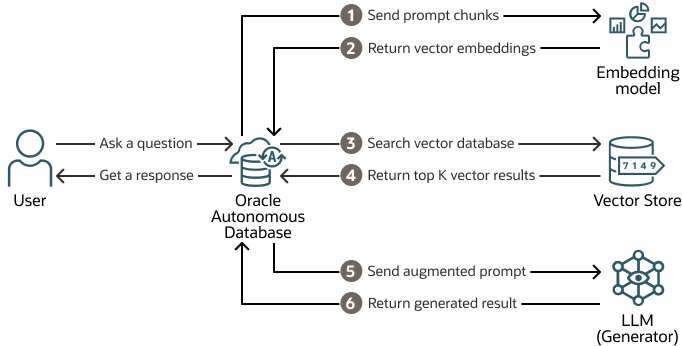 1 Send prompt chunks
2 Return vector embeddings
Embedding
model
Ask a question
Get a response
User
Oracle
Autonomous
Database
A
3 Search vector database
4 Return top K vector results
7 1 4 9
Vector Store
5 Send augmented prompt
6 Return generated result
LLM
(Generator)